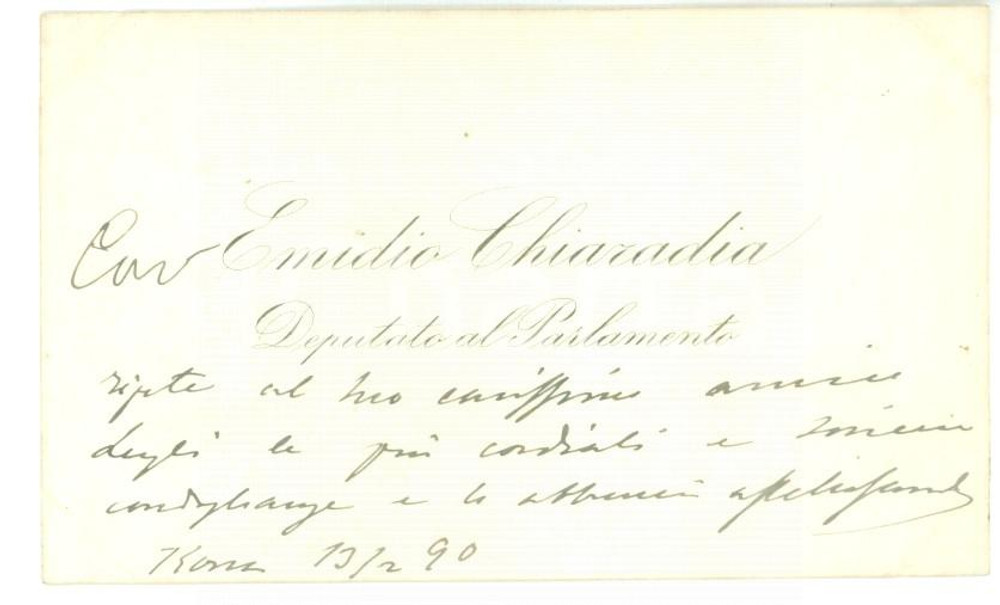 Cav Emidio Chiaradia
Deputato al Parlamento
ripete al suo carissimo amico
le più cordiali e sincere
condoglianze e lo abbraccia affettuosamente
Roma 13/2 90